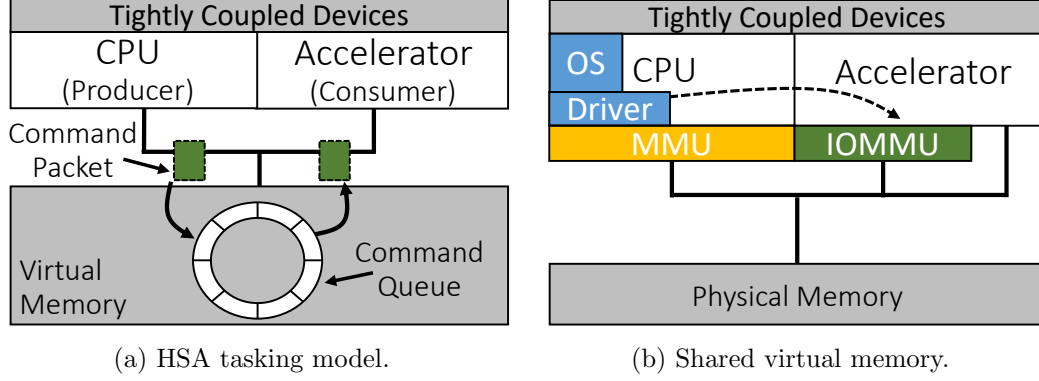 Tightly Coupled Devices
CPU
(Producer)
Accelerator
(Consumer)
Command
Packet
Virtual
Memory
Command
Queue
(a) HSA tasking model.
Tightly Coupled Devices
OS
CPU
Accelerator
Driver
MMU
IOMMU
Physical Memory
(b) Shared virtual memory.